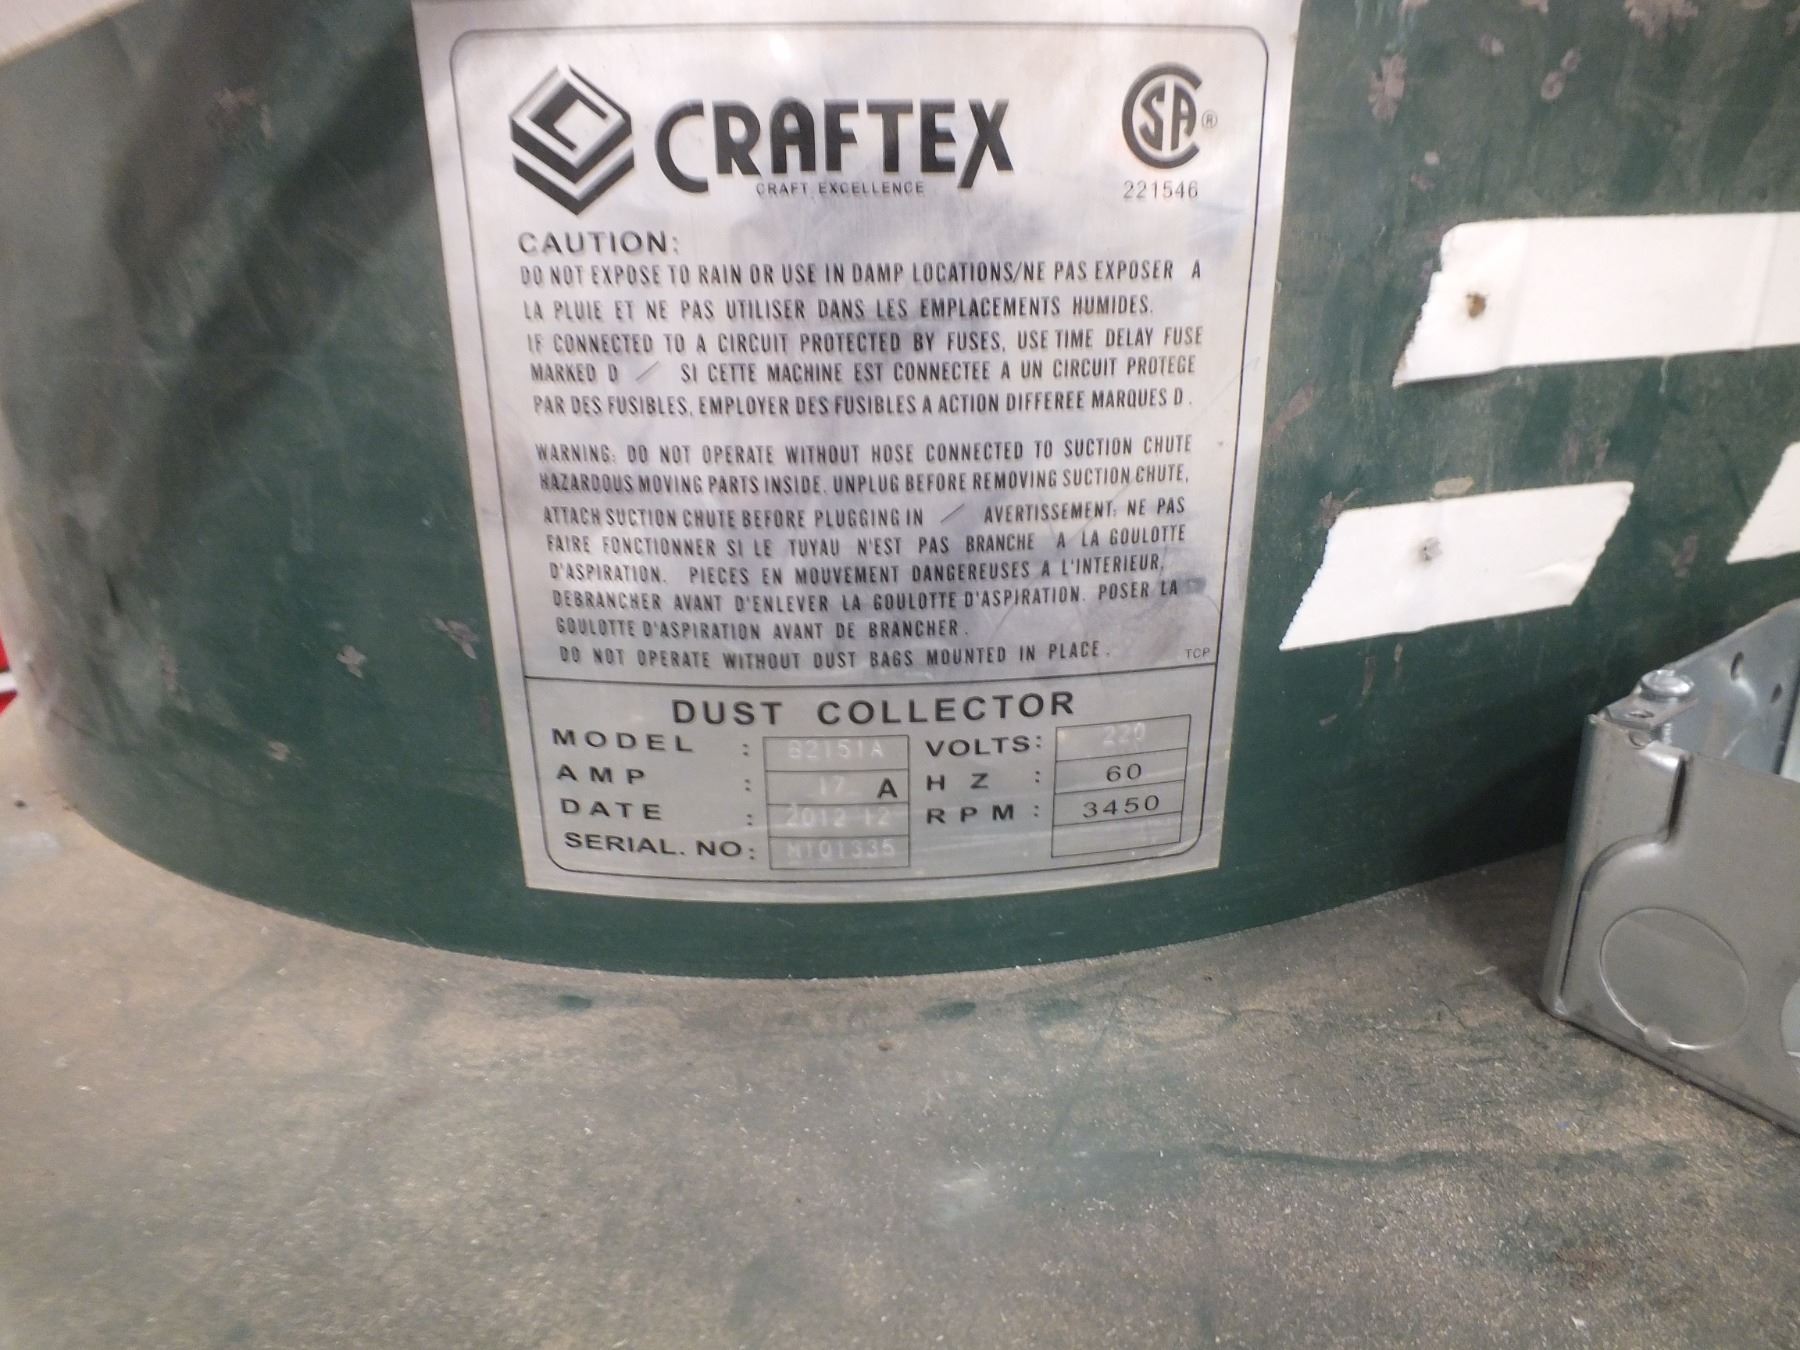 CRAFTEX
CRAFT EXCELLENCE
CSA ®
221546
CAUTION:
DO NOT EXPOSE TO RAIN OR USE IN DAMP LOCATIONS/NE PAS EXPOSER A
LA PLUIE ET NE PAS UTILISER DANS LES EMPLACEMENTS HUMIDES.
IF CONNECTED TO A CIRCUIT PROTECTED BY FUSES, USE TIME DELAY FUSE
MARKED D / SI CETTE MACHINE EST CONNECTEE A UN CIRCUIT PROTEGE
PAR DES FUSIBLES, EMPLOYER DES FUSIBLES A ACTION DIFFEREE MARQUES D.
WARNING: DO NOT OPERATE WITHOUT HOSE CONNECTED TO SUCTION CHUTE
HAZARDOUS MOVING PARTS INSIDE. UNPLUG BEFORE REMOVING SUCTION CHUTE,
ATTACH SUCTION CHUTE BEFORE PLUGGING IN / AVERTISSEMENT: NE PAS
FAIRE FONCTIONNER SI LE TUYAU N'EST PAS BRANCHE A LA GOULOTTE
D'ASPIRATION. PIECES EN MOUVEMENT DANGEREUSES A L'INTERIEUR,
DEBRANCHER AVANT D'ENLEVER LA GOULOTTE D'ASPIRATION. POSER LA
GOULOTTE D'ASPIRATION AVANT DE BRANCHER.
DO NOT OPERATE WITHOUT DUST BAGS MOUNTED IN PLACE.
TCP
DUST COLLECTOR
MODEL : B2151A VOLTS: 220
AMP : 17 A HZ : 60
DATE : 2012 12 RPM : 3450
SERIAL. NO: MT01335